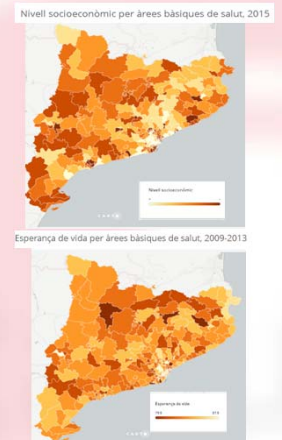 Nivell socioeconòmic per àrees bàsiques de salut, 2015
Nivell socioeconòmic
Esperança de vida per àrees bàsiques de salut, 2009-2013
Esperança de vida